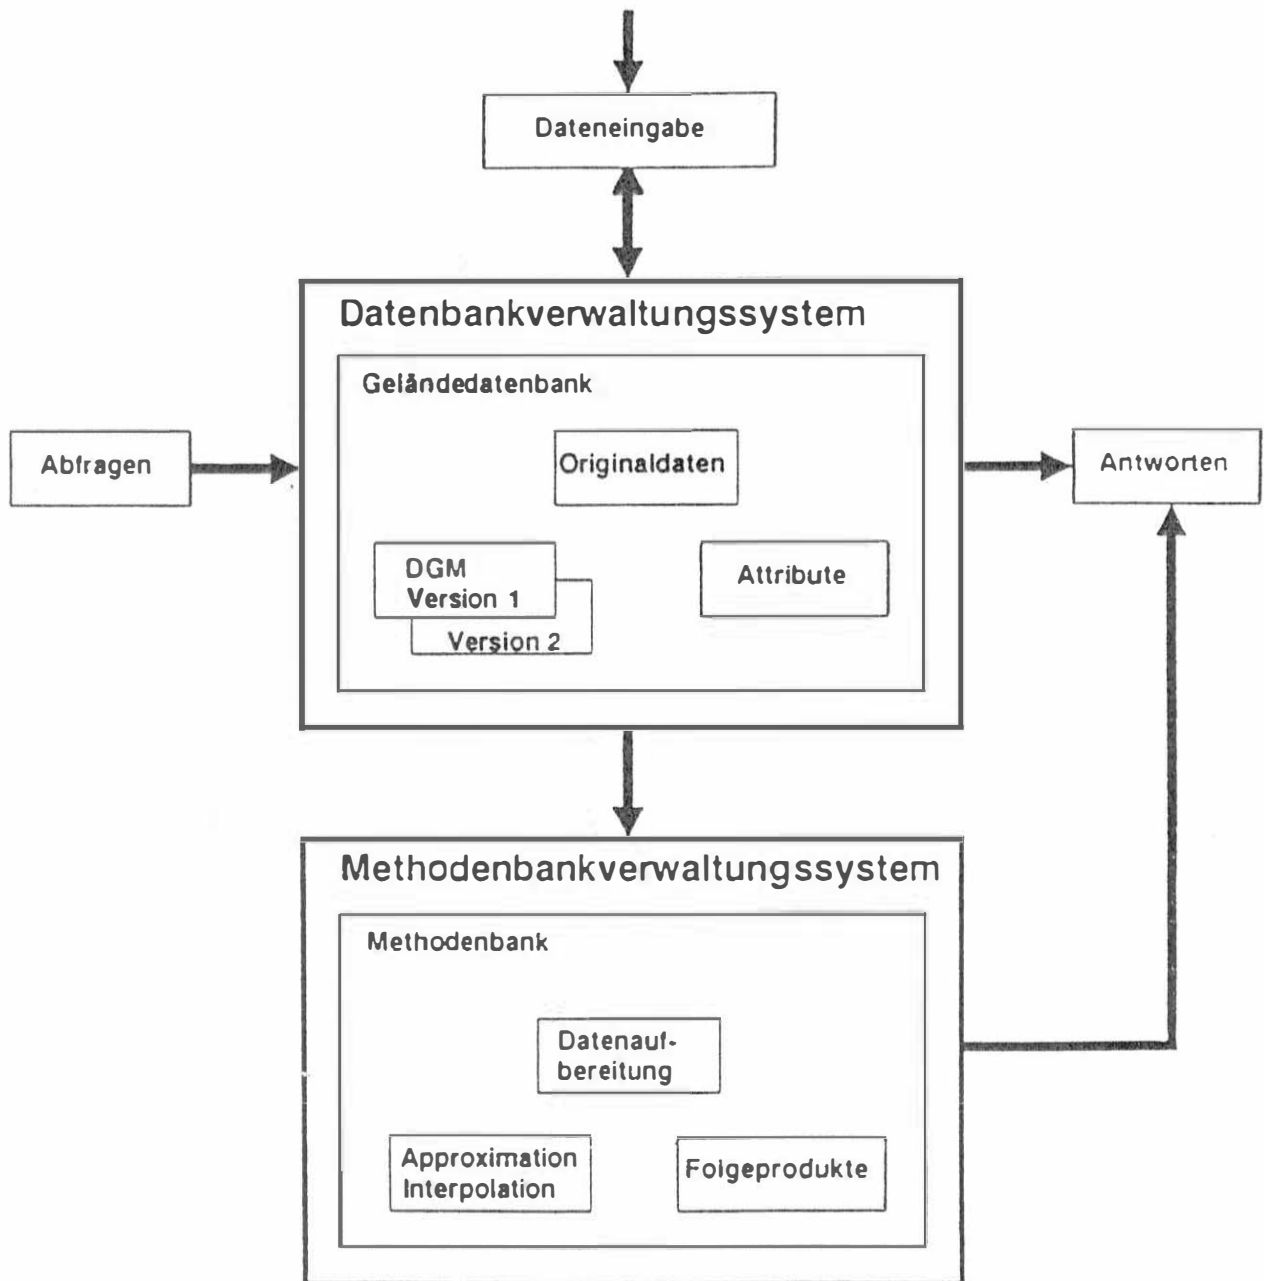 Dateneingabe
Datenbankverwaltungssystem
Geländedatenbank
Abfragen
Originaldaten
Antworten
DGM
Version 1
Version 2
Attribute
Methodenbankverwaltungssystem
Methodenbank
Datenauf-
bereitung
Approximation
Interpolation
Folgeprodukte